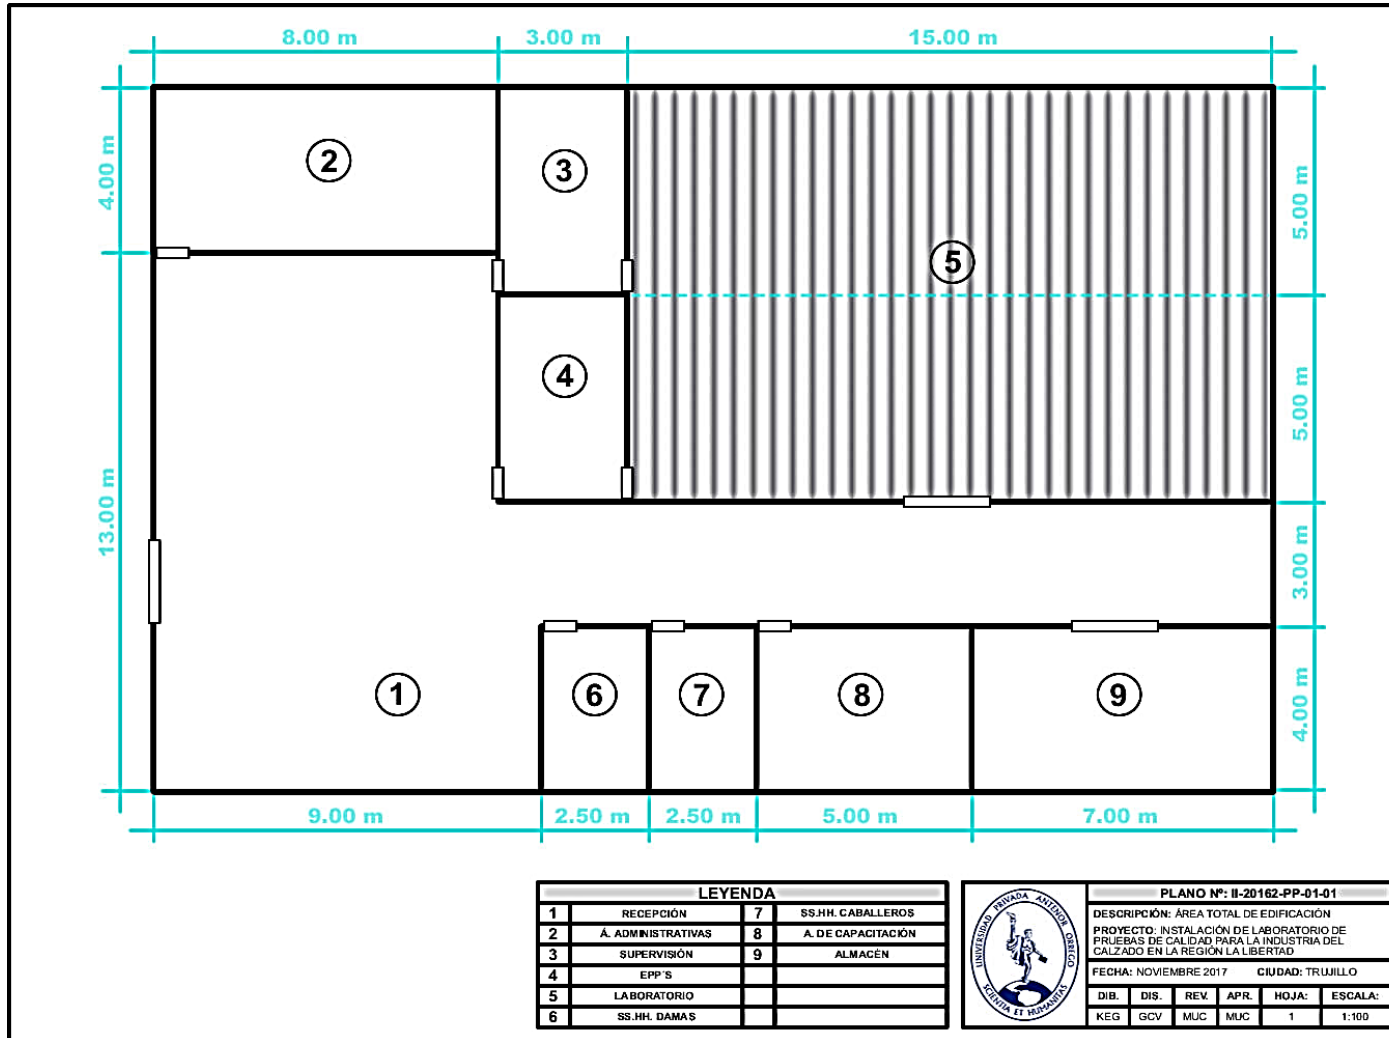 8.00 m 3.00 m 15.00 m
4.00 m
13.00 m
5.00 m
5.00 m
3.00 m
4.00 m
2
3
5
4
1
6 7 8 9
9.00 m 2.50 m 2.50 m 5.00 m 7.00 m
LEYENDA
1 RECEPCIÓN 7 SS.HH. CABALLEROS
2 Á. ADMINISTRATIVAS 8 A. DE CAPACITACIÓN
3 SUPERVISIÓN 9 ALMACÉN
4 EPP'S
5 LABORATORIO
6 SS.HH. DAMAS
UNIVERSIDAD PRIVADA ANTENOR ORREGO
SCIENTIA ET HUMANITAS
PLANO Nº: II-20162-PP-01-01
DESCRIPCIÓN: ÁREA TOTAL DE EDIFICACIÓN
PROYECTO: INSTALACIÓN DE LABORATORIO DE
PRUEBAS DE CALIDAD PARA LA INDUSTRIA DEL
CALZADO EN LA REGIÓN LA LIBERTAD
FECHA: NOVIEMBRE 2017 CIUDAD: TRUJILLO
DIB. DIS. REV. APR. HOJA: ESCALA:
KEG GCV MUC MUC 1 1:100